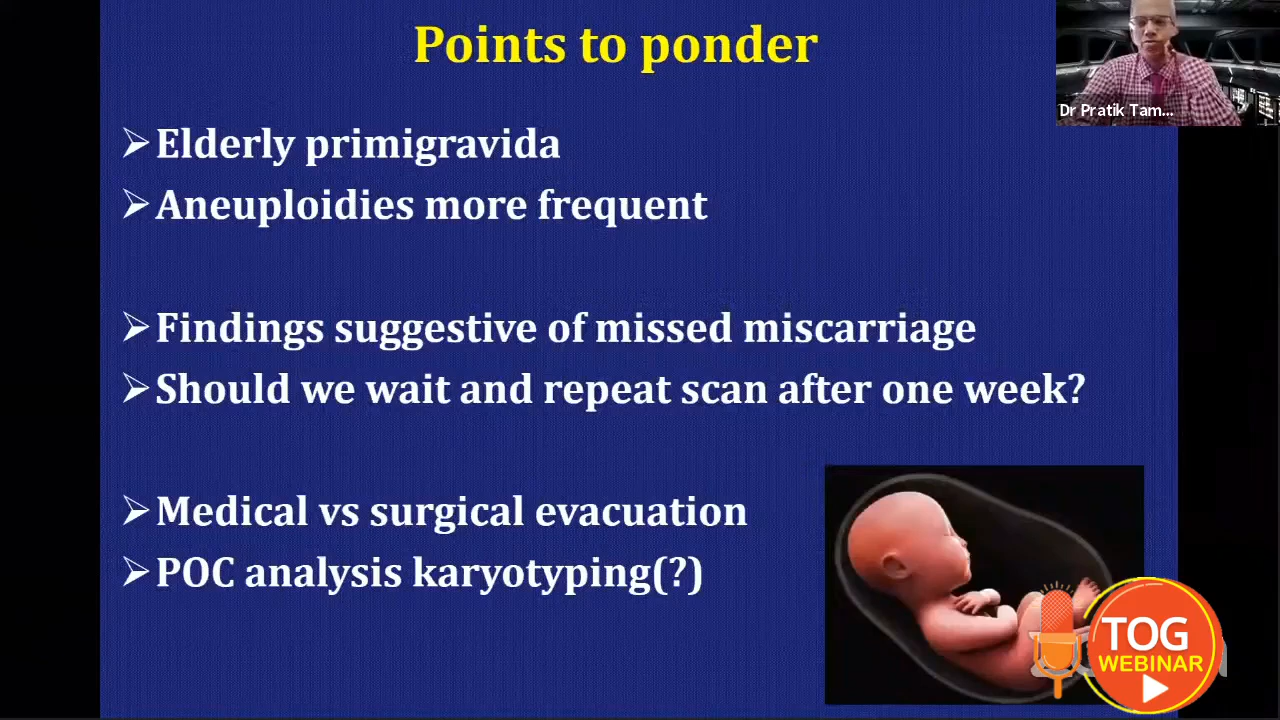 Points to ponder
Dr Pratik Tam...
➢Elderly primigravida
➢Aneuploidies more frequent
➢Findings suggestive of missed miscarriage
➢Should we wait and repeat scan after one week?
➢Medical vs surgical evacuation
➢POC analysis karyotyping(?)
TOG
WEBINAR